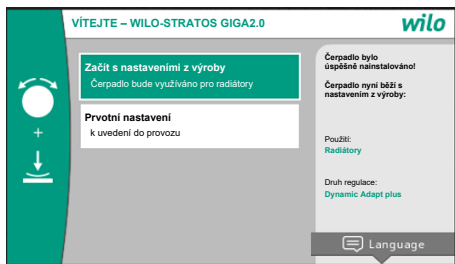 VÍTEJTE – WILO-STRATOS GIGA2.0
wilo
Začít s nastaveními z výroby
Čerpadlo bude využíváno pro radiátory
Prvotní nastavení
k uvedení do provozu
+
Čerpadlo bylo
úspěšně nainstalováno!
Čerpadlo nyní běží s
nastavením z výroby:
Použití:
Radiátory
Druh regulace:
Dynamic Adapt plus
Language